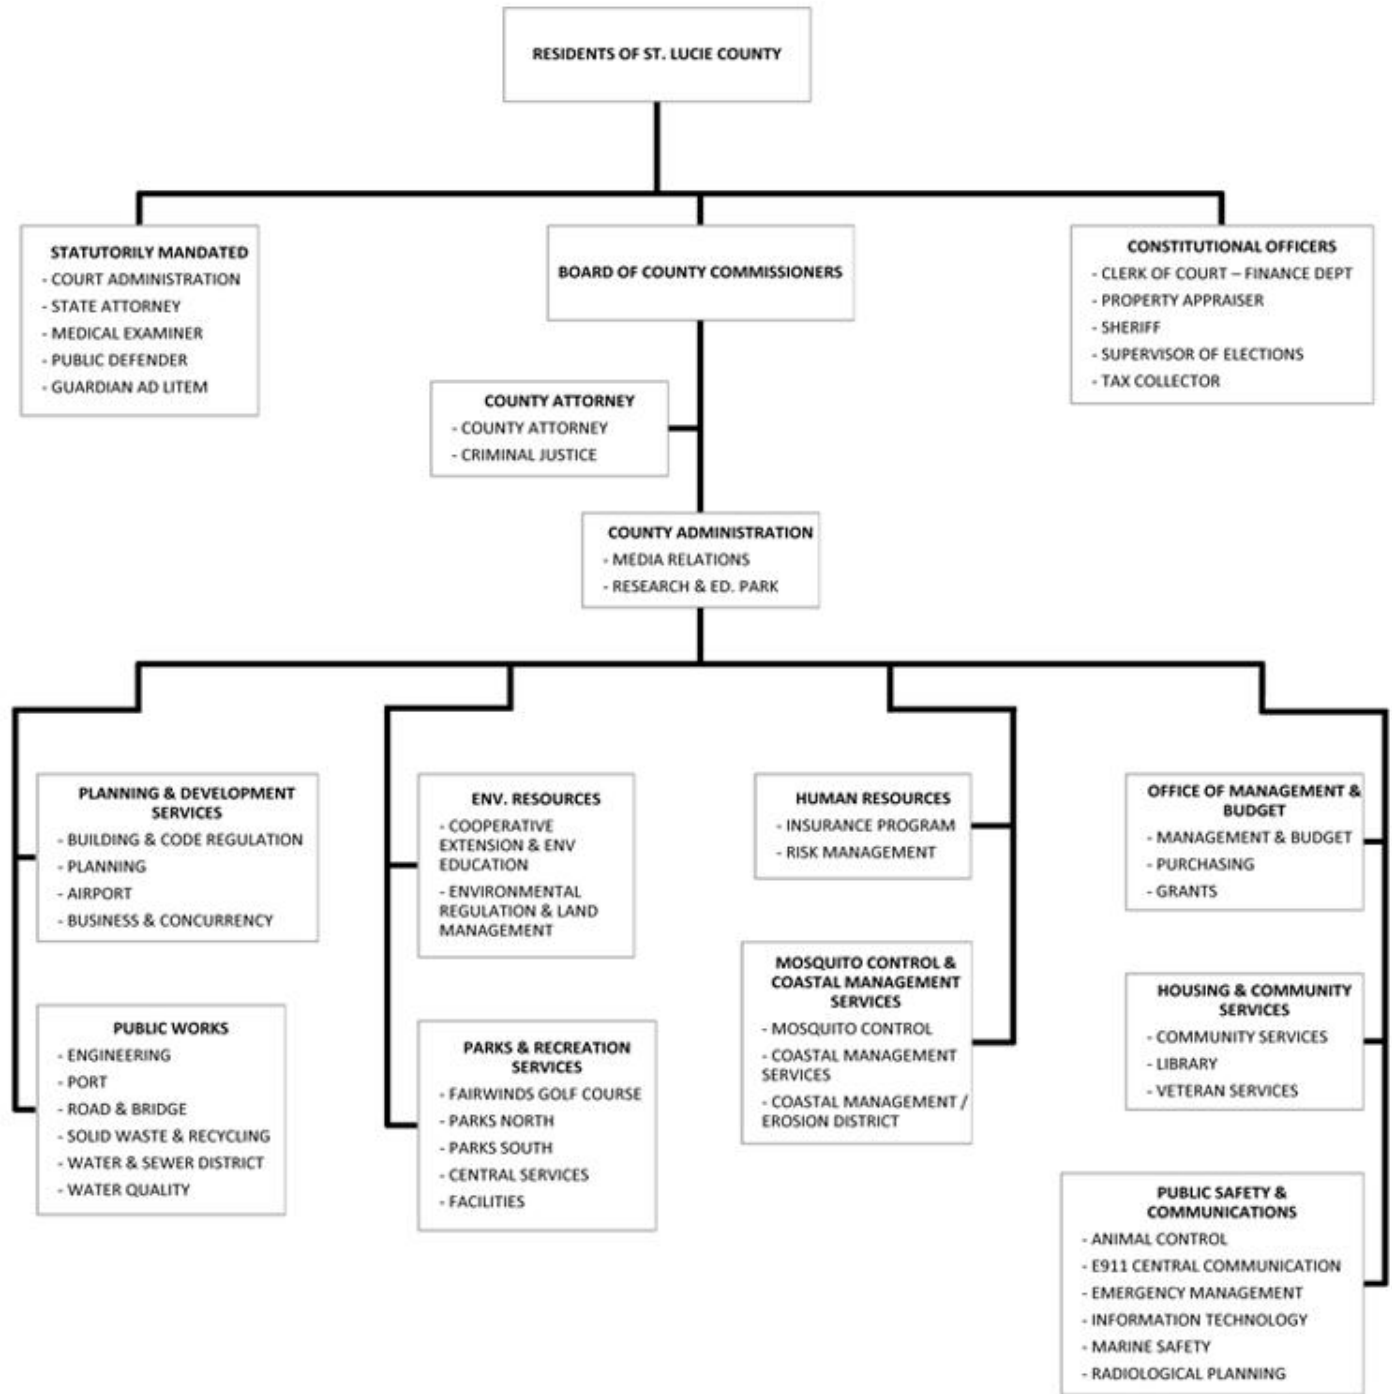 RESIDENTS OF ST. LUCIE COUNTY
STATUTORILY MANDATED
- COURT ADMINISTRATION
- STATE ATTORNEY
- MEDICAL EXAMINER
- PUBLIC DEFENDER
- GUARDIAN AD LITEM
BOARD OF COUNTY COMMISSIONERS
CONSTITUTIONAL OFFICERS
- CLERK OF COURT – FINANCE DEPT
- PROPERTY APPRAISER
- SHERIFF
- SUPERVISOR OF ELECTIONS
- TAX COLLECTOR
COUNTY ATTORNEY
- COUNTY ATTORNEY
- CRIMINAL JUSTICE
COUNTY ADMINISTRATION
- MEDIA RELATIONS
- RESEARCH & ED. PARK
PLANNING & DEVELOPMENT
SERVICES
- BUILDING & CODE REGULATION
- PLANNING
- AIRPORT
- BUSINESS & CONCURRENCY
PUBLIC WORKS
- ENGINEERING
- PORT
- ROAD & BRIDGE
- SOLID WASTE & RECYCLING
- WATER & SEWER DISTRICT
- WATER QUALITY
ENV. RESOURCES
- COOPERATIVE
EXTENSION & ENV
EDUCATION
- ENVIRONMENTAL
REGULATION & LAND
MANAGEMENT
PARKS & RECREATION
SERVICES
- FAIRWINDS GOLF COURSE
- PARKS NORTH
- PARKS SOUTH
- CENTRAL SERVICES
- FACILITIES
HUMAN RESOURCES
- INSURANCE PROGRAM
- RISK MANAGEMENT
MOSQUITO CONTROL &
COASTAL MANAGEMENT
SERVICES
- MOSQUITO CONTROL
- COASTAL MANAGEMENT
SERVICES
- COASTAL MANAGEMENT /
EROSION DISTRICT
OFFICE OF MANAGEMENT &
BUDGET
- MANAGEMENT & BUDGET
- PURCHASING
- GRANTS
HOUSING & COMMUNITY
SERVICES
- COMMUNITY SERVICES
- LIBRARY
- VETERAN SERVICES
PUBLIC SAFETY &
COMMUNICATIONS
- ANIMAL CONTROL
- E911 CENTRAL COMMUNICATION
- EMERGENCY MANAGEMENT
- INFORMATION TECHNOLOGY
- MARINE SAFETY
- RADIOLOGICAL PLANNING